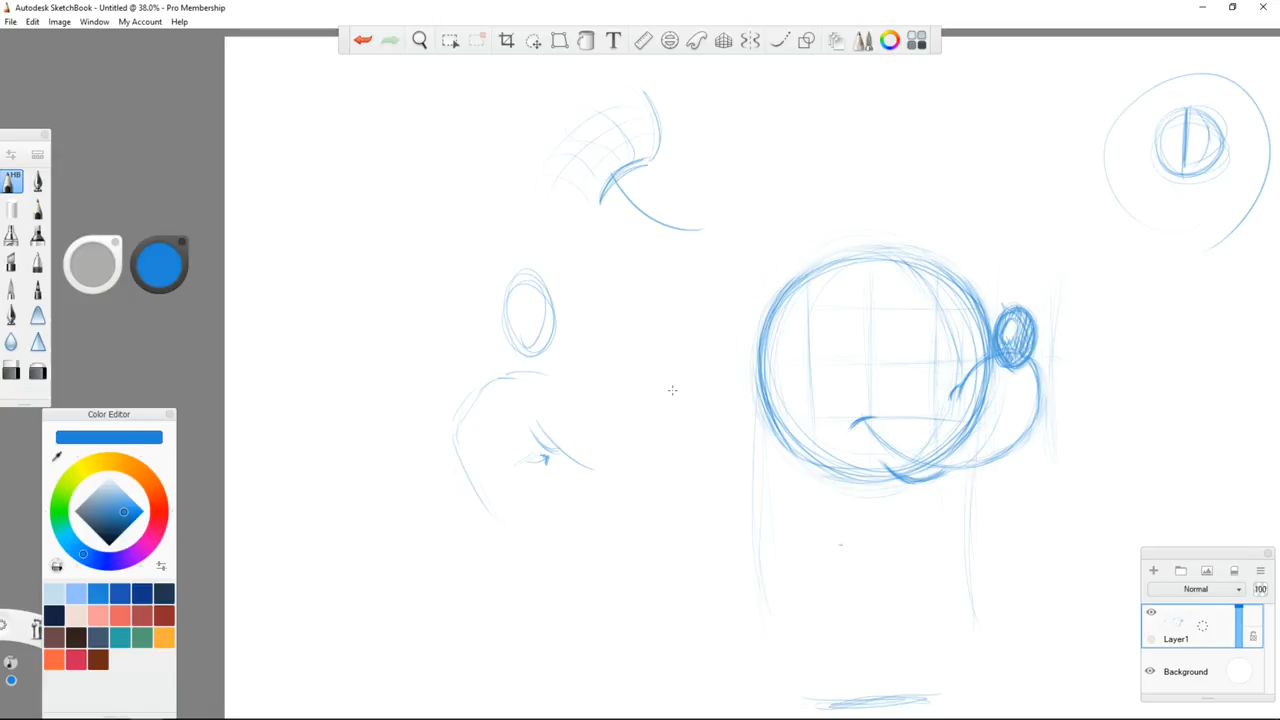 Autodesk SketchBook - Untitled @ 38.0% - Pro Membership
File Edit Image Window My Account Help
T
HB
Color Editor
Normal 100
Layer1
Background